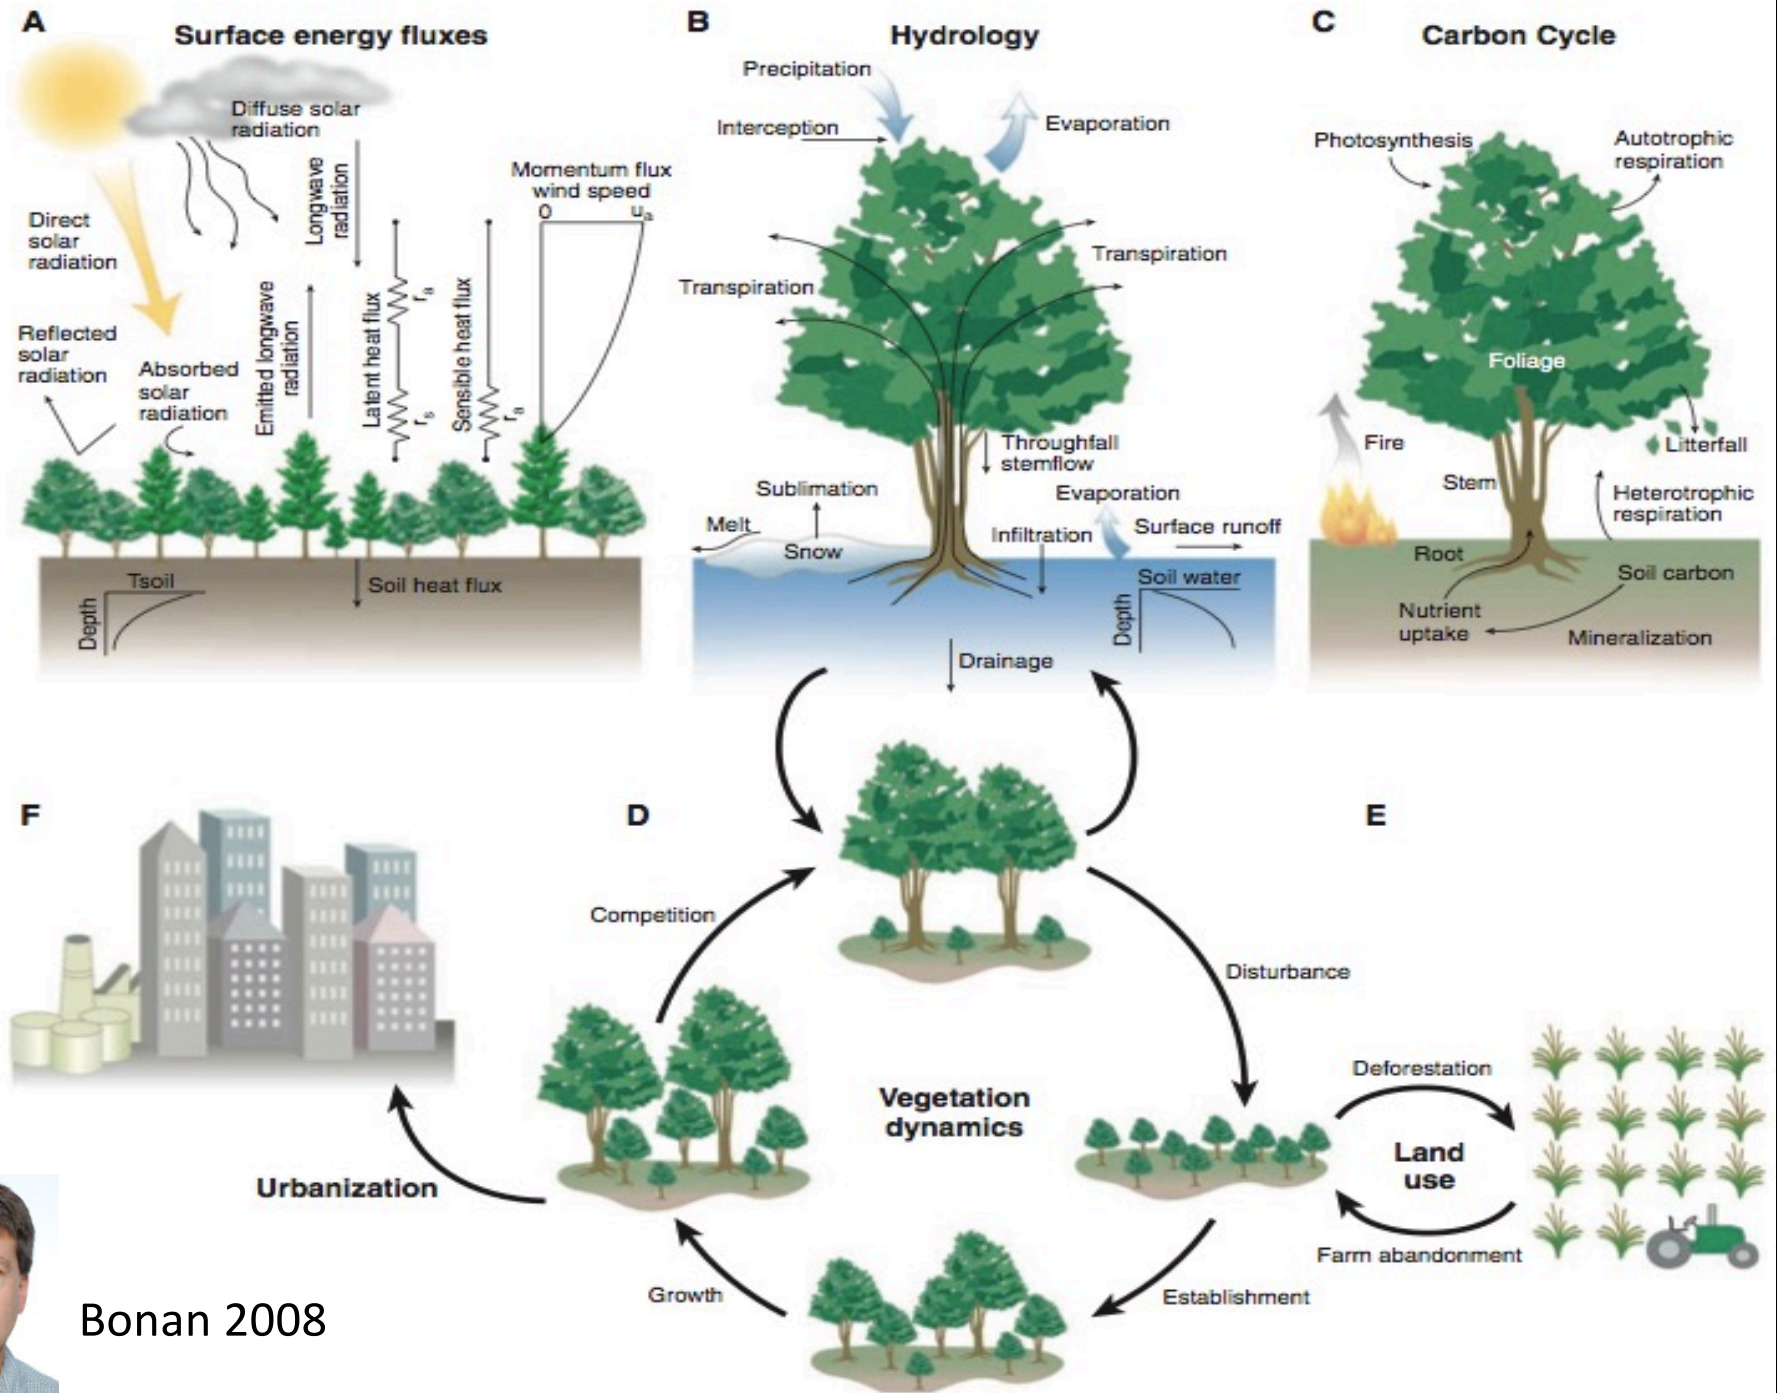 A
Surface energy fluxes
Diffuse solar
radiation
Longwave
radiation
Momentum flux
wind speed
0
ua
Direct
solar
radiation
Reflected
solar
radiation
Absorbed
solar
radiation
Emitted longwave
radiation
Latent heat flux
ra
rs
Sensible heat flux
ra
Tsoil
Depth
Soil heat flux
B
Hydrology
Precipitation
Interception
Evaporation
Transpiration
Transpiration
Throughfall
stemflow
Sublimation
Evaporation
Melt
Snow
Infiltration
Surface runoff
Soil water
Depth
Drainage
C
Carbon Cycle
Photosynthesis
Autotrophic
respiration
Foliage
Fire
Litterfall
Stem
Heterotrophic
respiration
Root
Soil carbon
Nutrient
uptake
Mineralization
F
D
E
Competition
Disturbance
Vegetation
dynamics
Deforestation
Land
use
Farm abandonment
Urbanization
Growth
Establishment
Bonan 2008